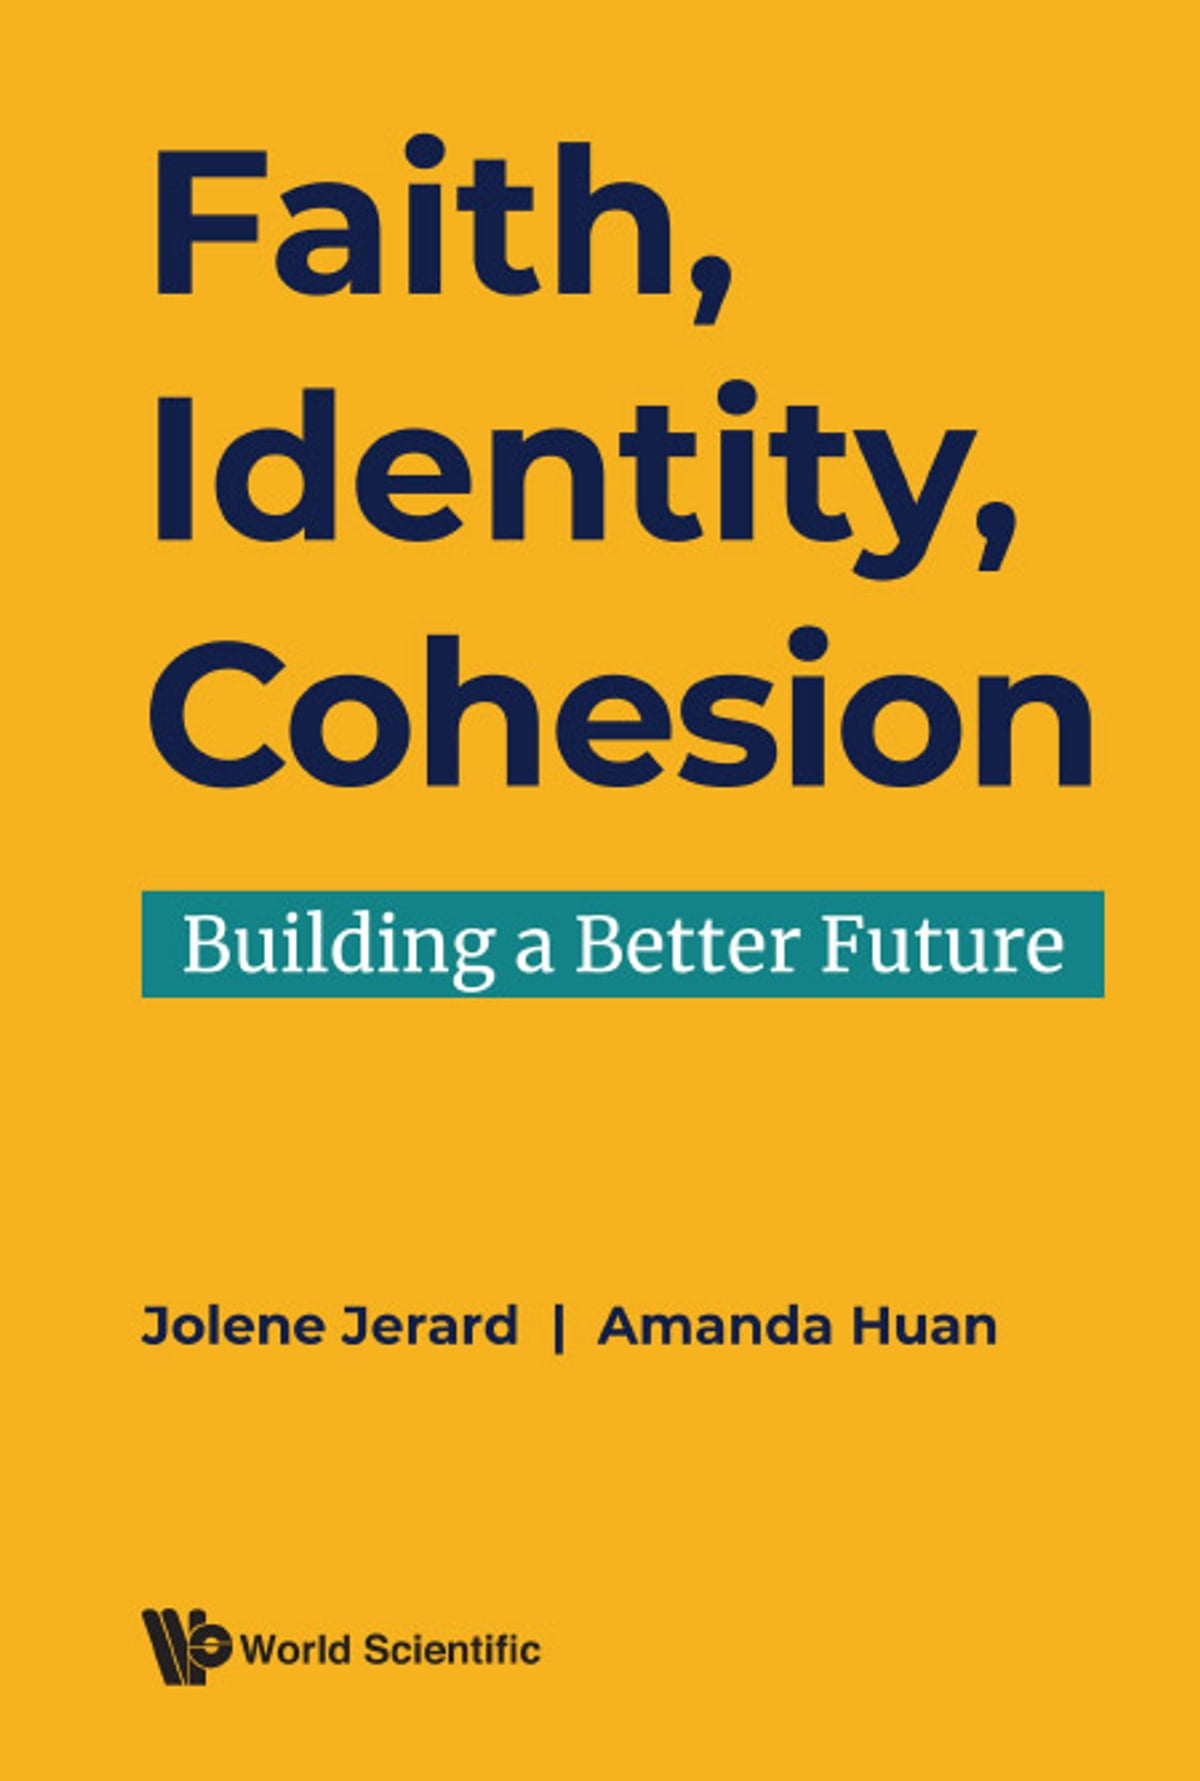 Faith,
Identity,
Cohesion
Building a Better Future
Jolene Jerard | Amanda Huan
World Scientific